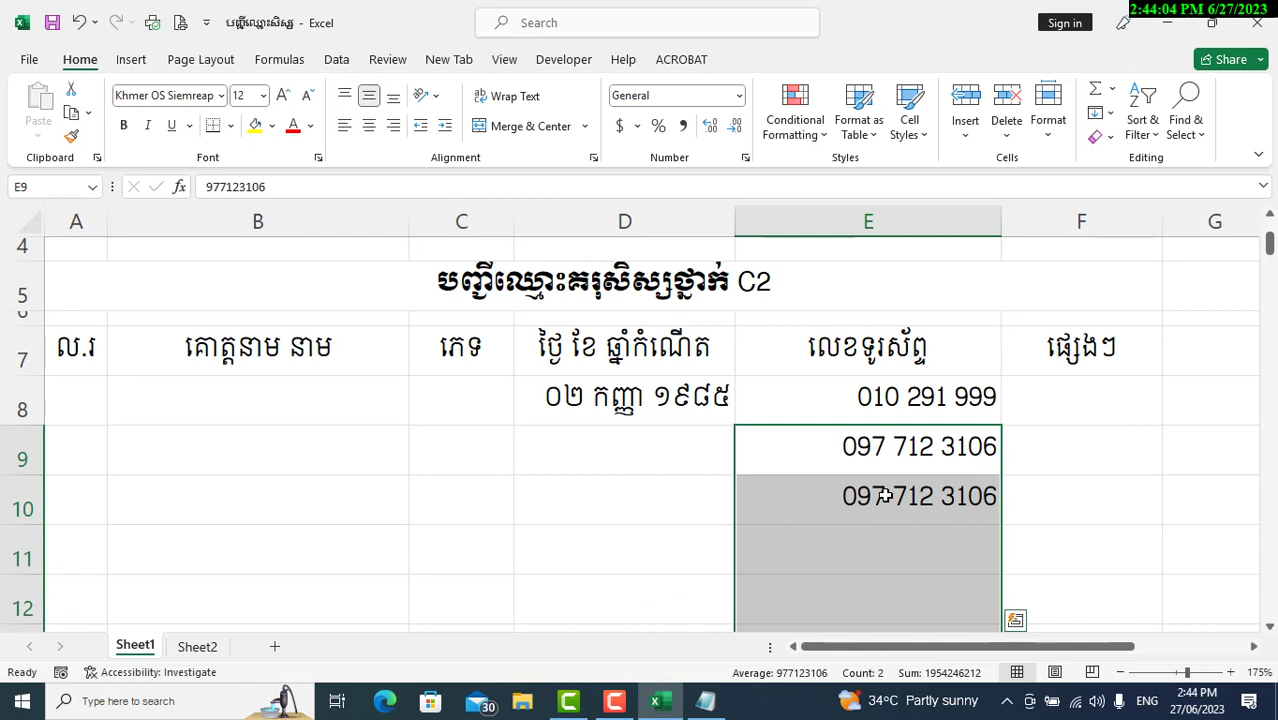 2:44:04 PM 6/27/2023
បញ្ជីឈ្មោះសិស្ស - Excel
Search
Sign in
File Home Insert Page Layout Formulas Data Review New Tab View Developer Help ACROBAT
Share
Paste
Khmer OS Siemreap 12
Wrap Text
General
Conditional Formatting
Format as Table
Cell Styles
Insert Delete Format
Sort & Filter
Find & Select
Merge & Center
Clipboard Font Alignment Number Styles Cells Editing
E9 977123106
A B C D E F G
4
5 បញ្ជីឈ្មោះគរុសិស្សថ្នាក់ C2
6
7 ល.រ គោត្តនាម នាម ភេទ ថ្ងៃ ខែ ឆ្នាំកំណើត លេខទូរស័ព្ទ ផ្សេងៗ
8 ០២ កញ្ញា ១៩៨៥ 010 291 999
9 097 712 3106
10 097 712 3106
11
12
Sheet1 Sheet2
Ready Accessibility: Investigate Average: 977123106 Count: 2 Sum: 1954246212 175%
Type here to search 30 34°C Partly sunny ENG 2:44 PM
27/06/2023